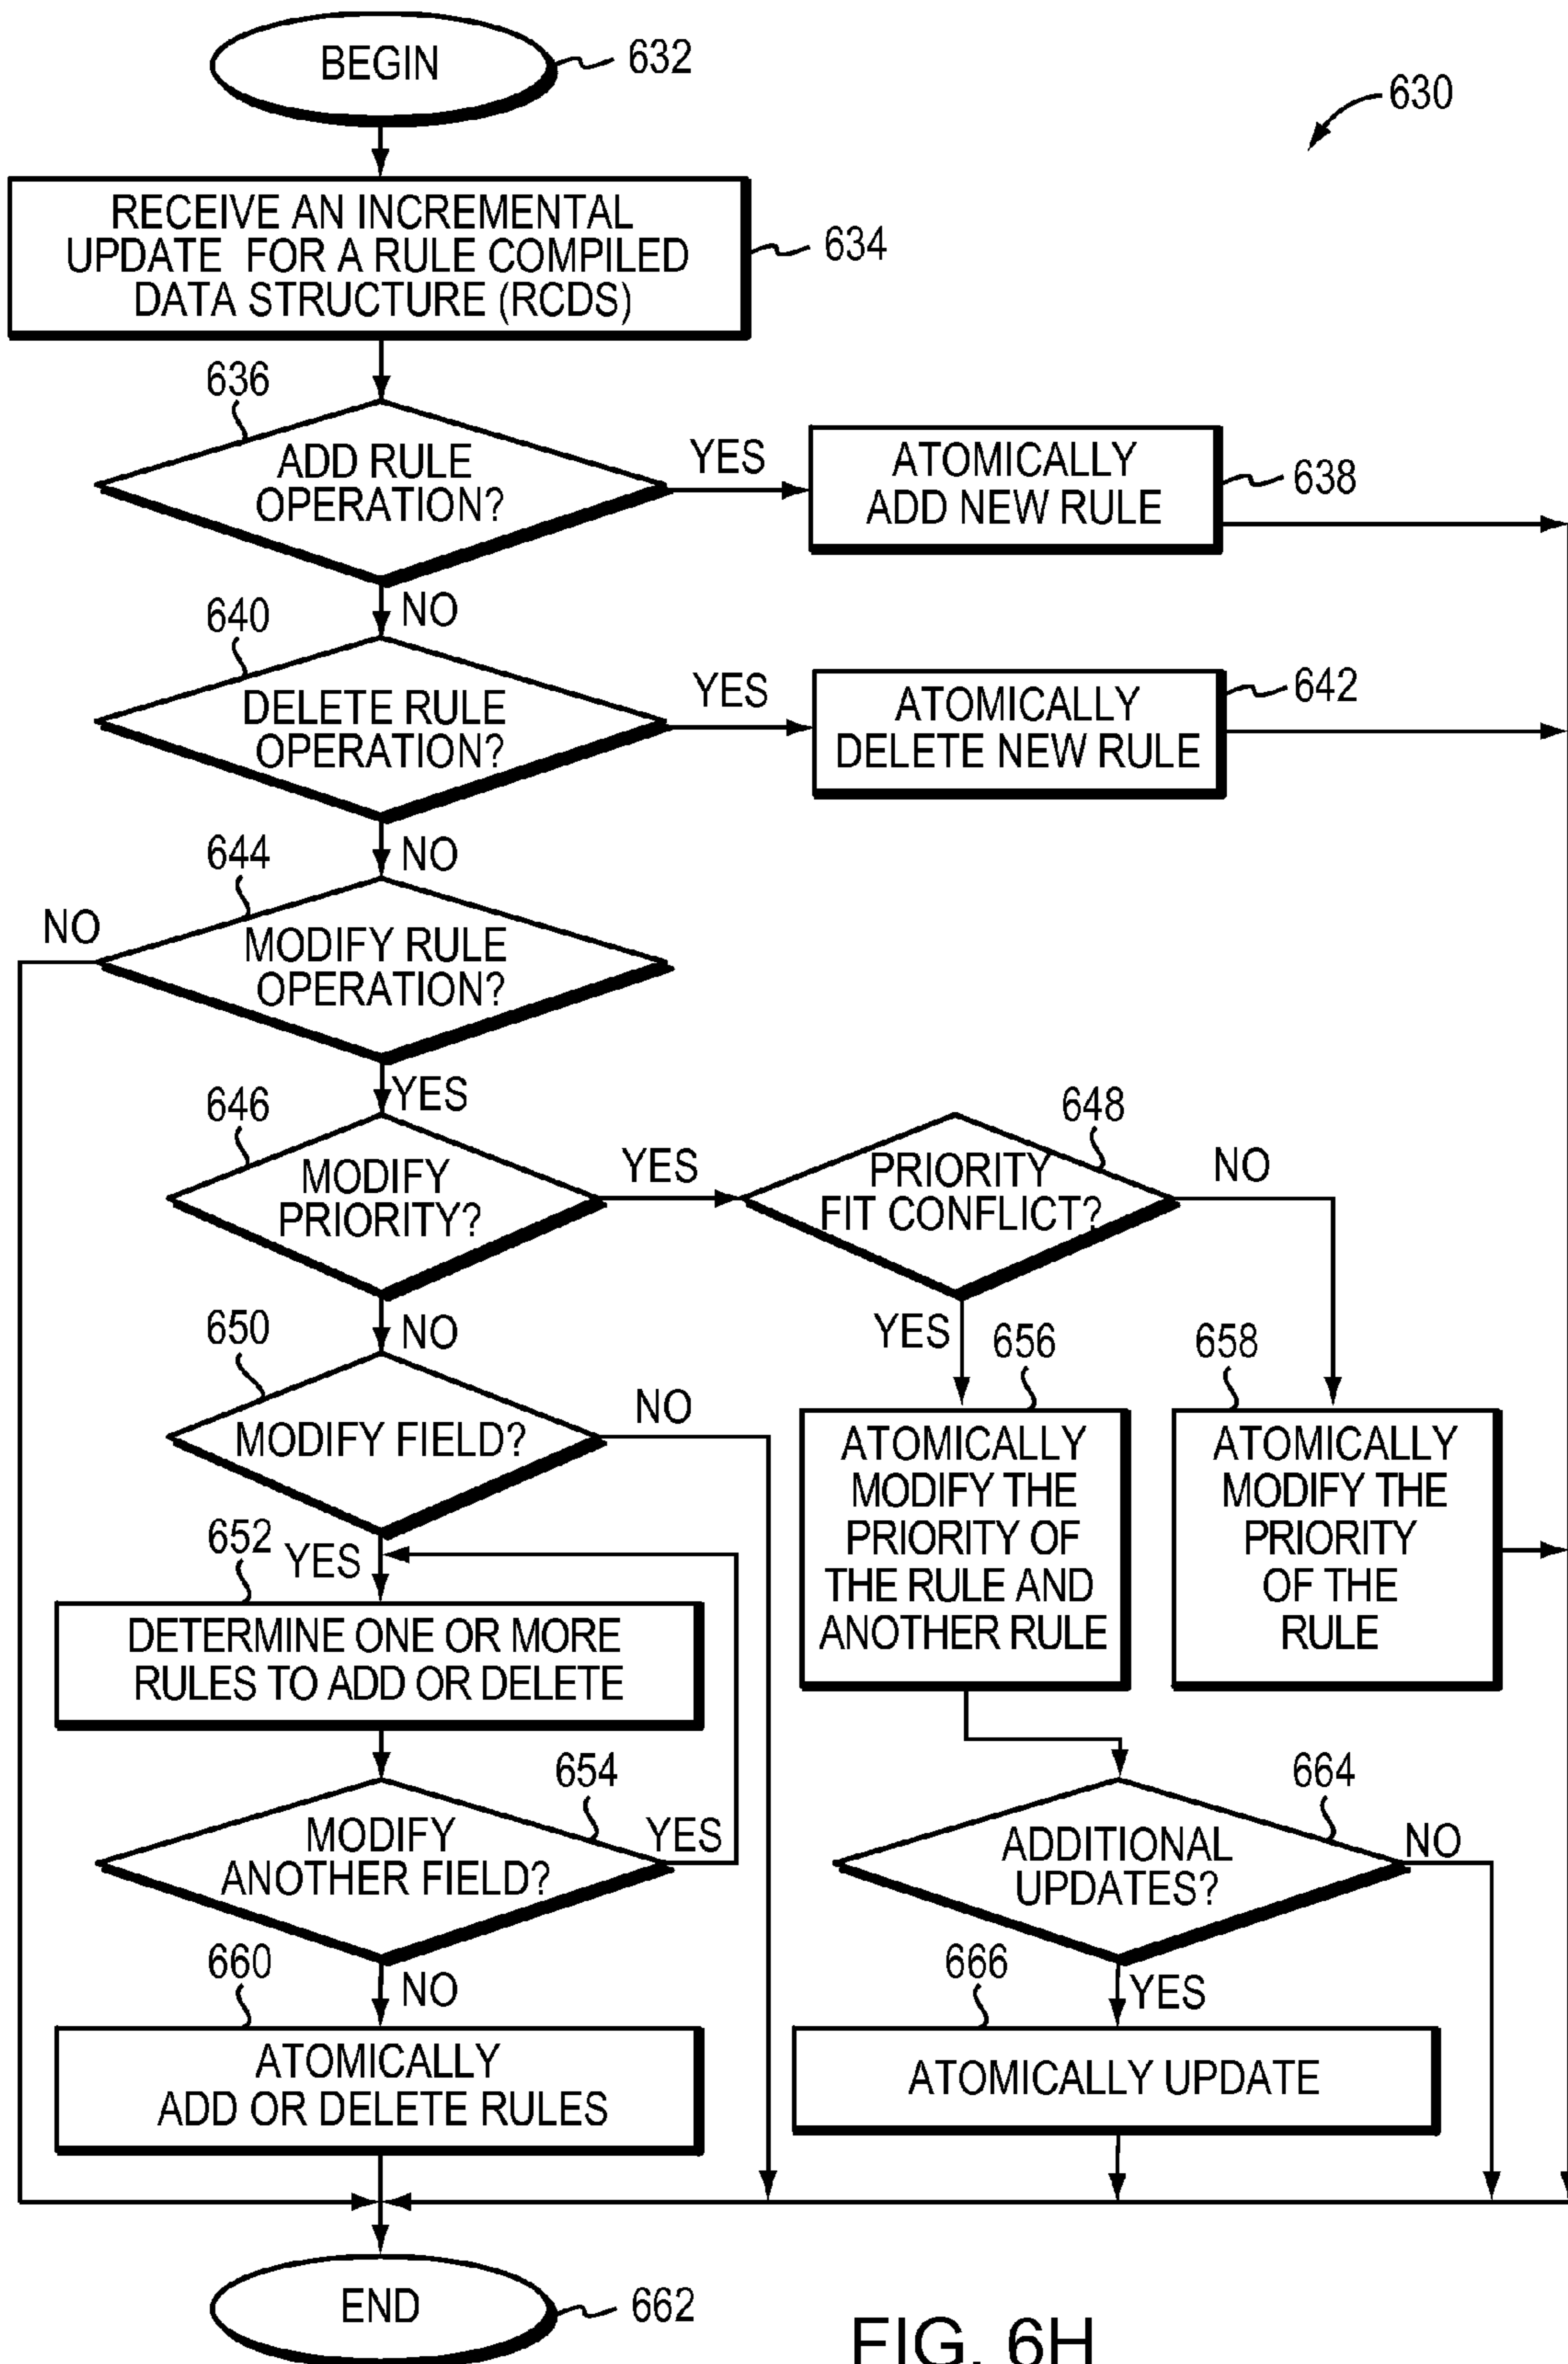 BEGIN
632
630
RECEIVE AN INCREMENTAL
UPDATE FOR A RULE COMPILED
DATA STRUCTURE (RCDS)
634
636
ADD RULE
OPERATION?
YES
ATOMICALLY
ADD NEW RULE
638
NO
640
DELETE RULE
OPERATION?
YES
ATOMICALLY
DELETE NEW RULE
642
NO
644
NO
MODIFY RULE
OPERATION?
YES
646
MODIFY
PRIORITY?
YES
648
PRIORITY
FIT CONFLICT?
NO
NO
650
MODIFY FIELD?
NO
YES
656
ATOMICALLY
MODIFY THE
PRIORITY OF
THE RULE AND
ANOTHER RULE
658
ATOMICALLY
MODIFY THE
PRIORITY
OF THE
RULE
652
YES
DETERMINE ONE OR MORE
RULES TO ADD OR DELETE
654
MODIFY
ANOTHER FIELD?
YES
664
ADDITIONAL
UPDATES?
NO
660
NO
ATOMICALLY
ADD OR DELETE RULES
666
YES
ATOMICALLY UPDATE
END
662
FIG. 6H